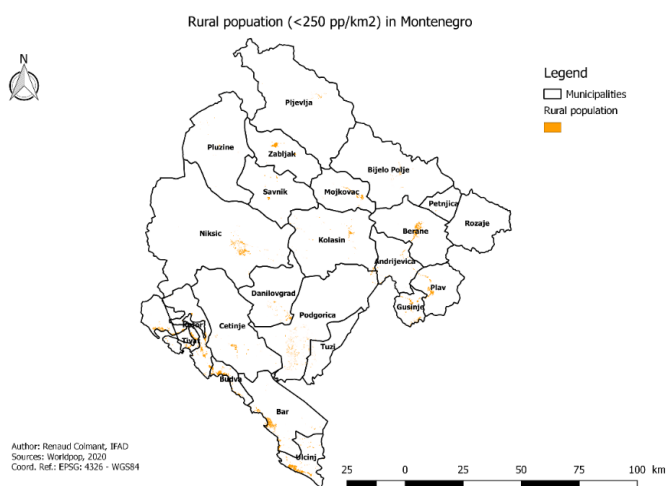 Rural popuation (<250 pp/km2) in Montenegro
N
Legend
Municipalities
Rural population
Pljevlja
Pluzine
Zabljak
Bijelo Polje
Savnik
Mojkovac
Petnjica
Rozaje
Niksic
Kolasin
Berane
Andrijevica
Danilovgrad
Plav
Gusinje
Podgorica
Kotor
Cetinje
Tivat
Tuzi
Budva
Bar
Ulcinj
Author: Renaud Colmant, IFAD
Sources: Worldpop, 2020
Coord. Ref.: EPSG: 4326 - WGS84
25 0 25 50 75 100 km